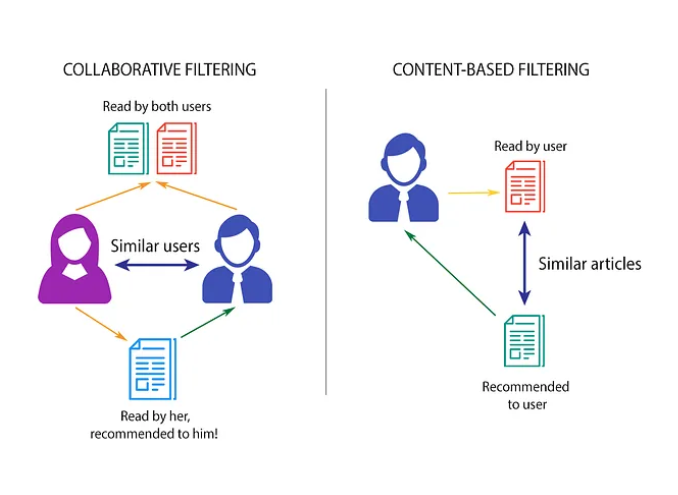 COLLABORATIVE FILTERING
Read by both users
Similar users
Read by her,
recommended to him!
CONTENT-BASED FILTERING
Read by user
Similar articles
Recommended
to user